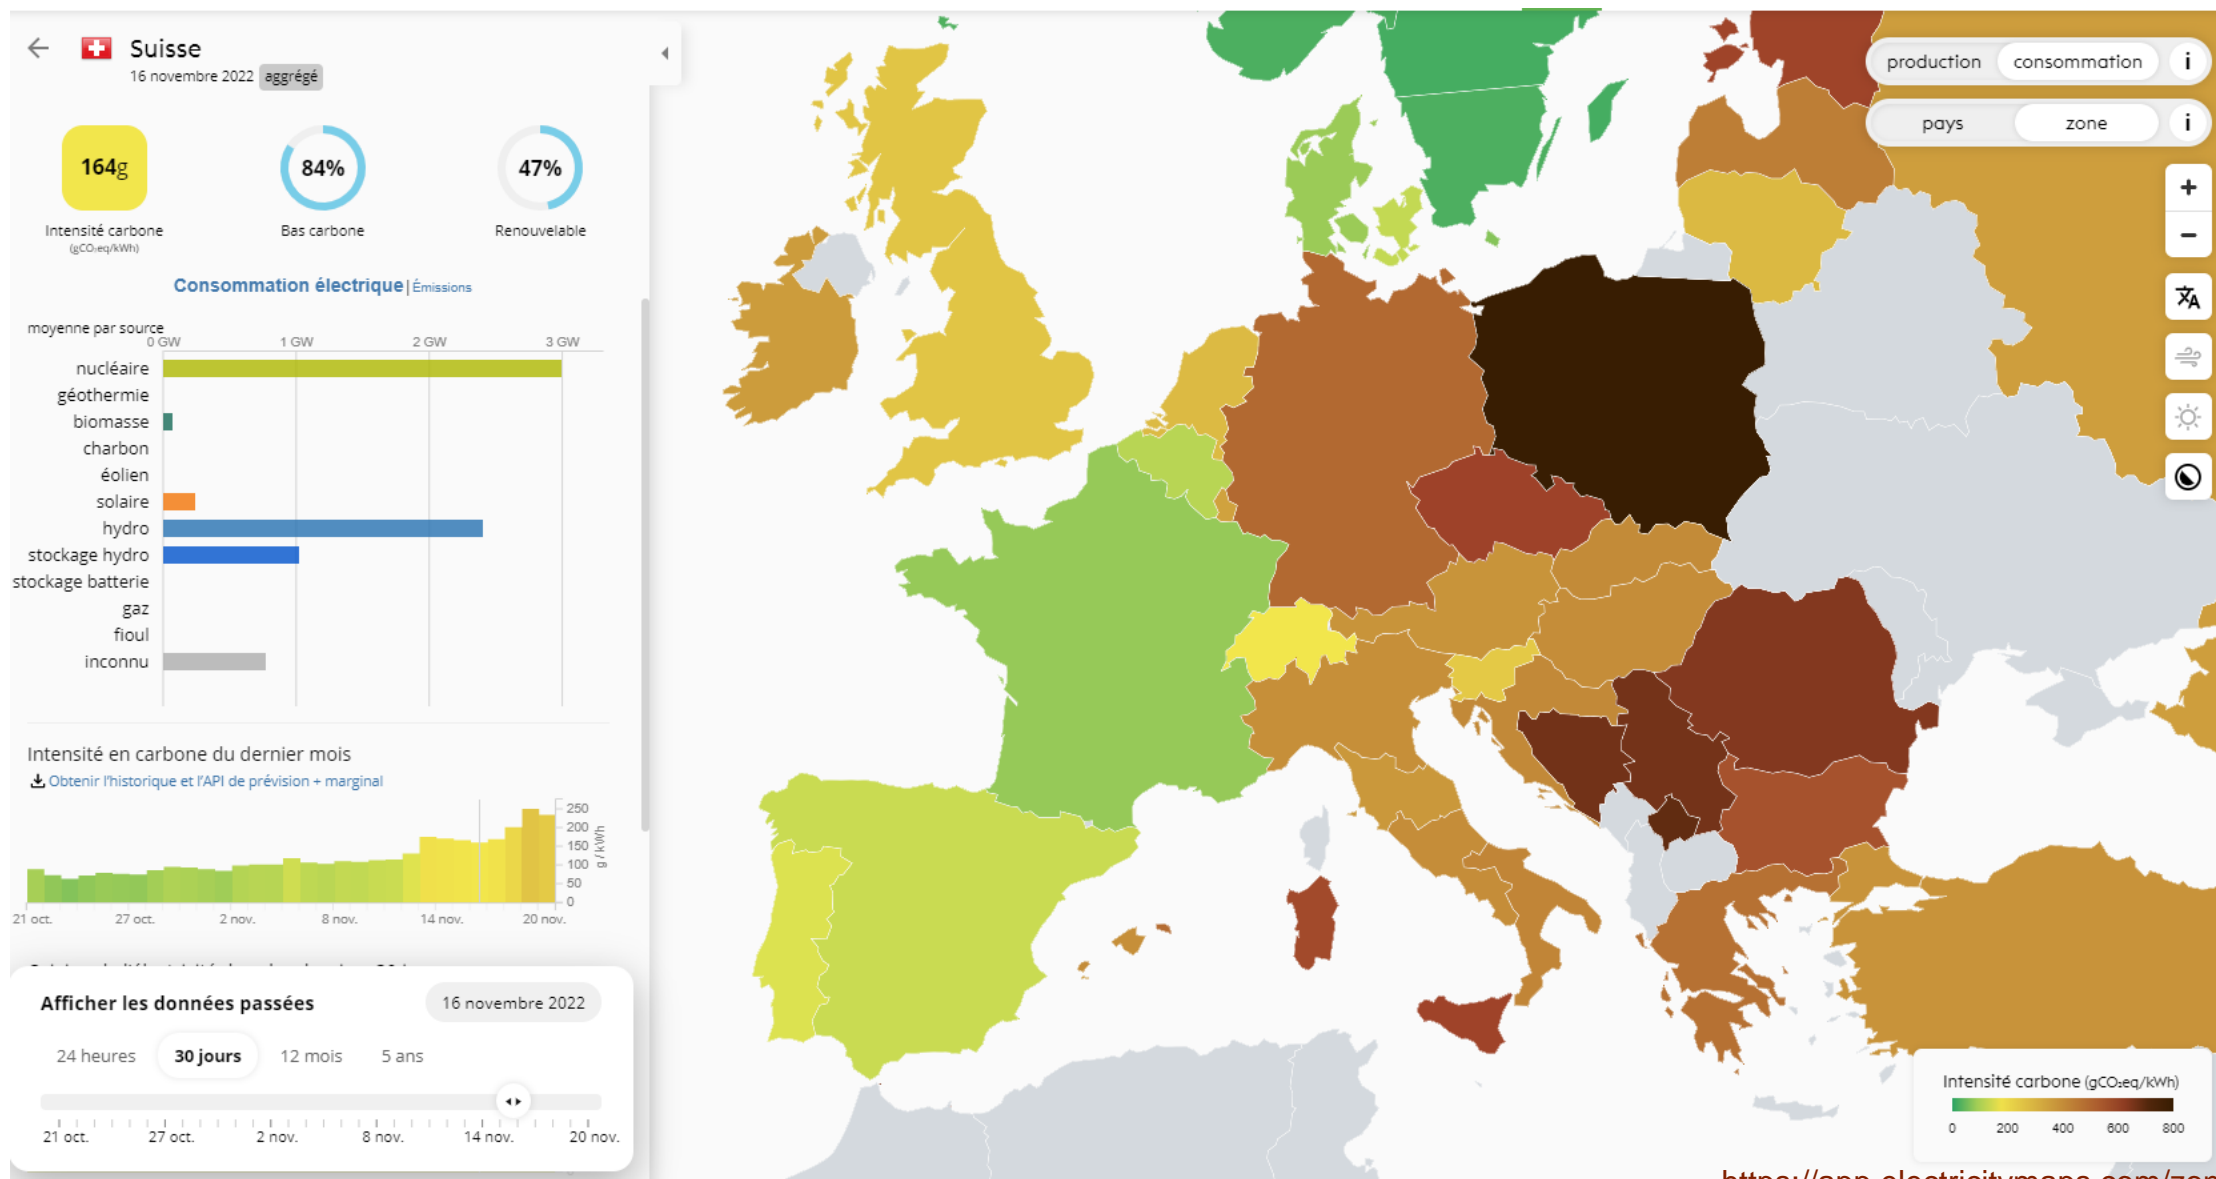 Suisse
16 novembre 2022 aggrégé
production consommation i
pays zone i
164g
84%
47%
Intensité carbone
(gCO₂eq/kWh)
Bas carbone
Renouvelable
Consommation électrique | Émissions
moyenne par source
0 GW 1 GW 2 GW 3 GW
nucléaire
géothermie
biomasse
charbon
éolien
solaire
hydro
stockage hydro
stockage batterie
gaz
fioul
inconnu
Intensité en carbone du dernier mois
Obtenir l'historique et l'API de prévision + marginal
250
200
150
100
50
0
g / kWh
21 oct. 27 oct. 2 nov. 8 nov. 14 nov. 20 nov.
Afficher les données passées 16 novembre 2022
24 heures 30 jours 12 mois 5 ans
21 oct. 27 oct. 2 nov. 8 nov. 14 nov. 20 nov.
+
−
Intensité carbone (gCO₂eq/kWh)
0 200 400 600 800